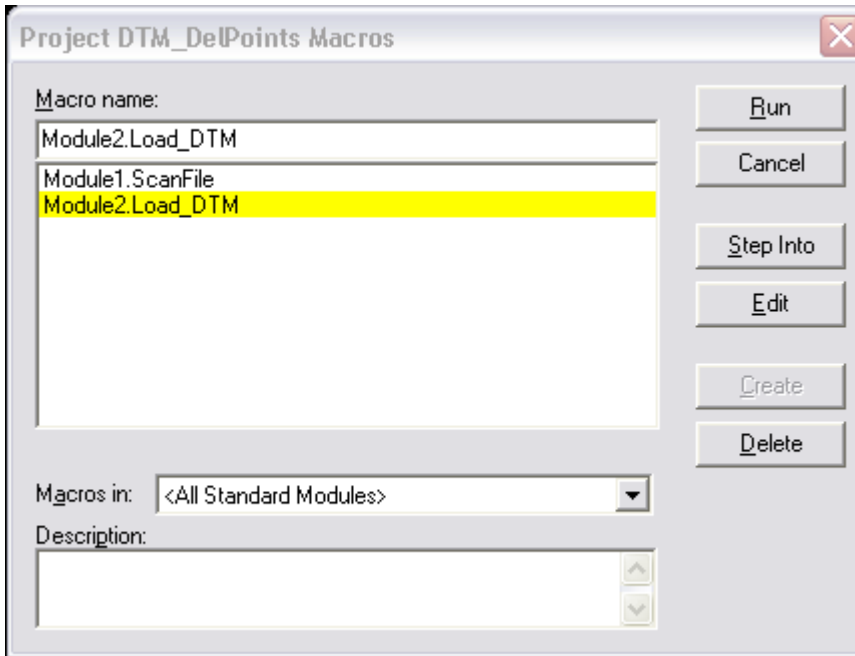 Project DTM_DelPoints Macros
Macro name:
Module2.Load_DTM
Module1.ScanFile
Module2.Load_DTM
Run
Cancel
Step Into
Edit
Create
Delete
Macros in:
<All Standard Modules>
Description: